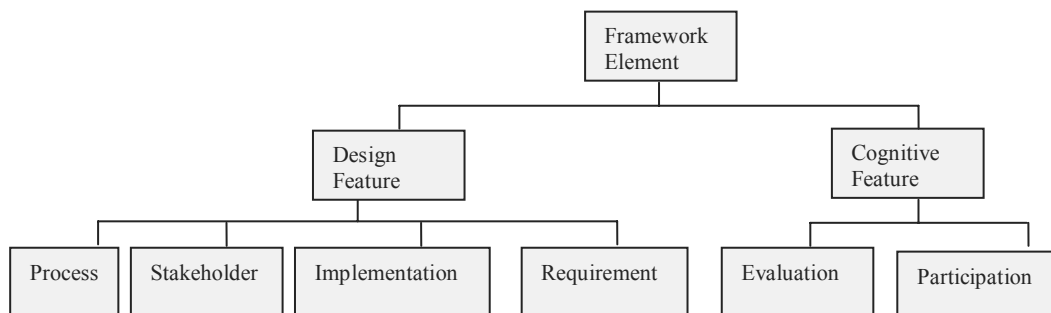 Framework
Element
Design
Feature
Cognitive
Feature
Process
Stakeholder
Implementation
Requirement
Evaluation
Participation